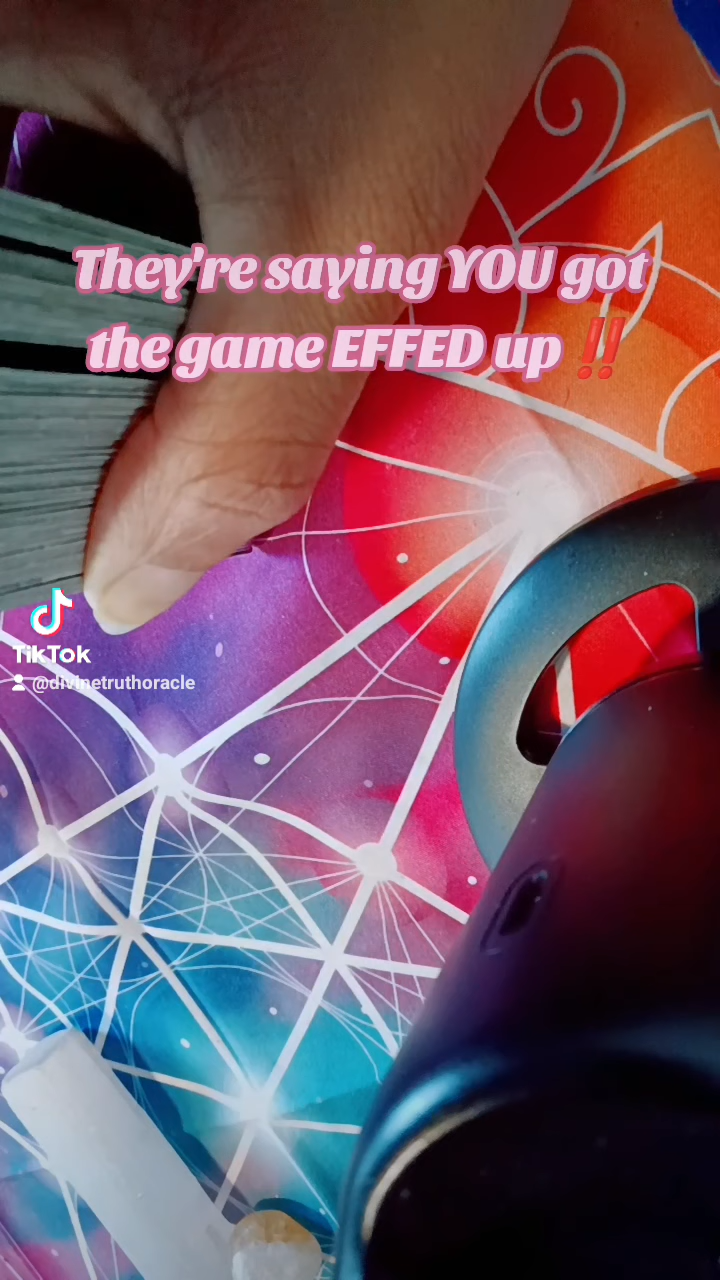 They're saying YOU got
the game EFFED up ‼️
TikTok
@divinetruthoracle